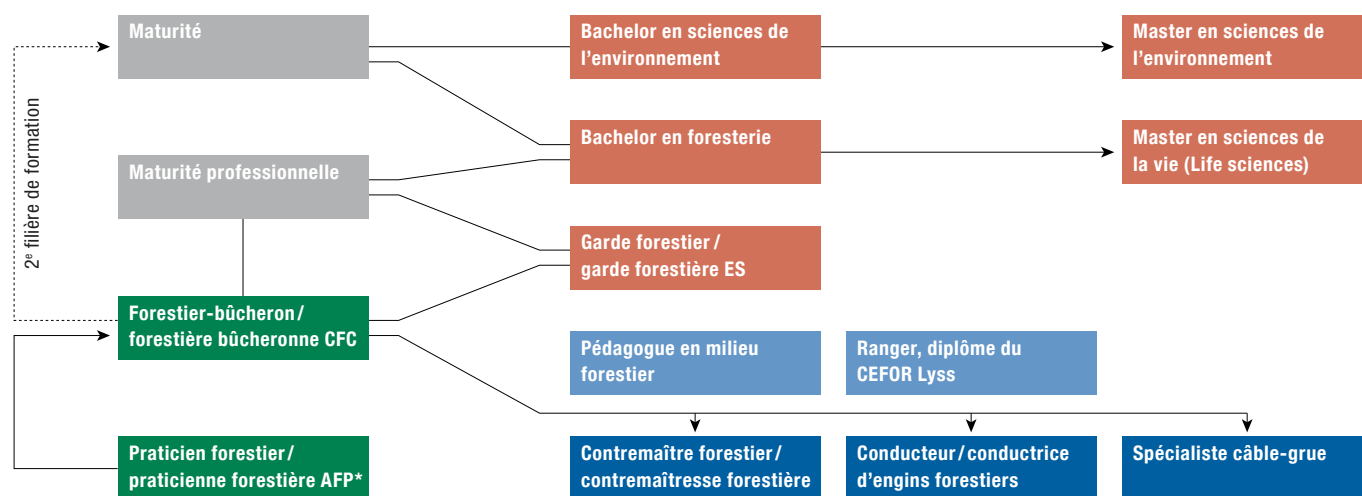 Maturité
Bachelor en sciences de
l'environnement
Master en sciences de
l'environnement
2e filière de formation
Bachelor en foresterie
Master en sciences de
la vie (Life sciences)
Maturité professionnelle
Garde forestier /
garde forestière ES
Forestier-bûcheron /
forestière bûcheronne CFC
Pédagogue en milieu
forestier
Ranger, diplôme du
CEFOR Lyss
Praticien forestier /
praticienne forestière AFP*
Contremaître forestier /
contremaîtresse forestière
Conducteur / conductrice
d'engins forestiers
Spécialiste câble-grue